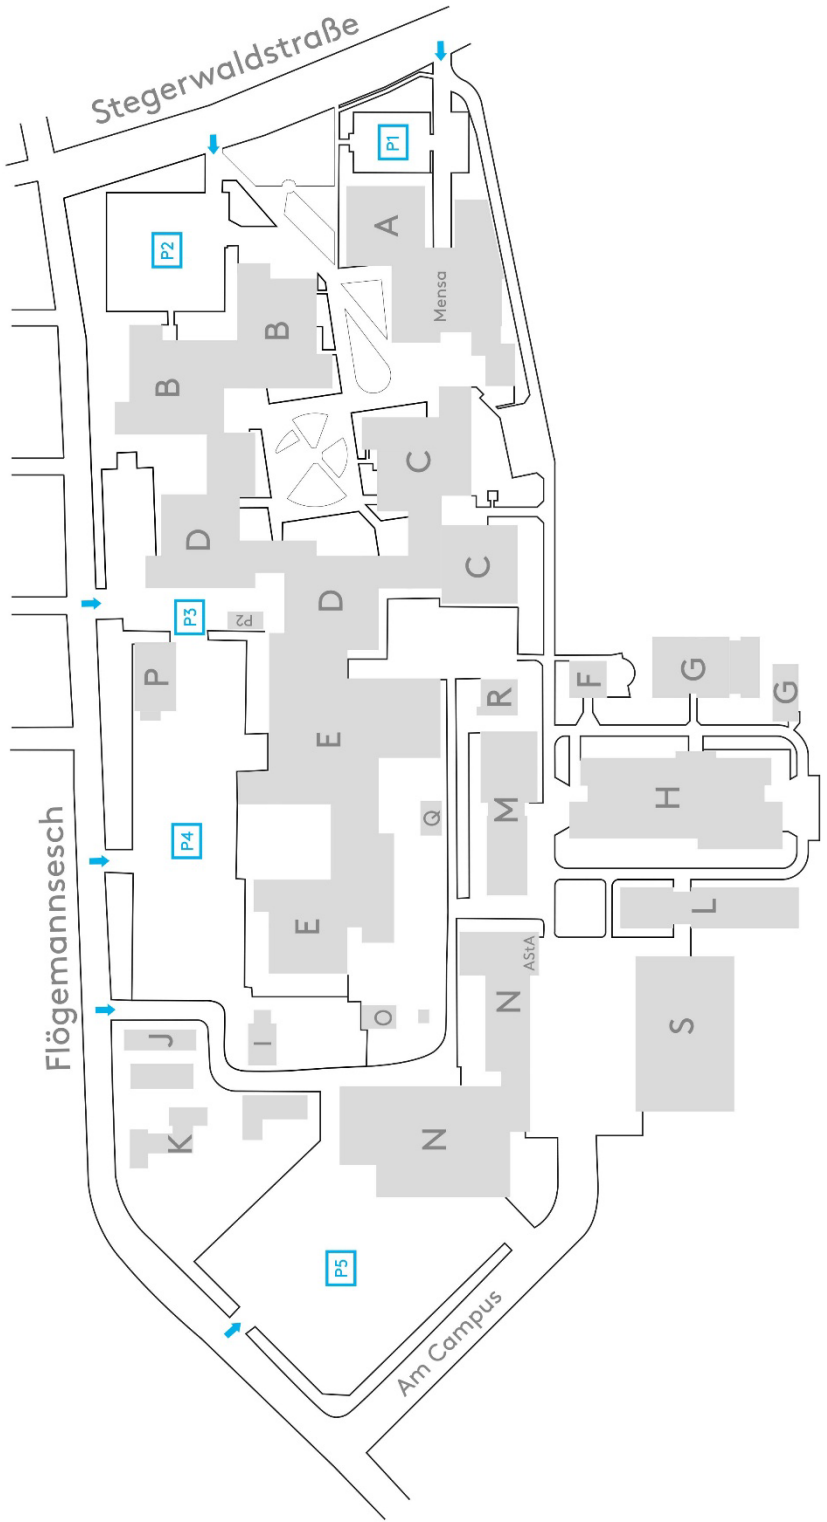 Stegerwaldstraße
P1
A
P2
Mensa
B
B
C
D
C
D
P3
P2
P
F
G
G
R
E
H
M
Q
P4
Flögemannsesch
L
E
AStA
N
O
S
J
I
K
N
P5
Am Campus